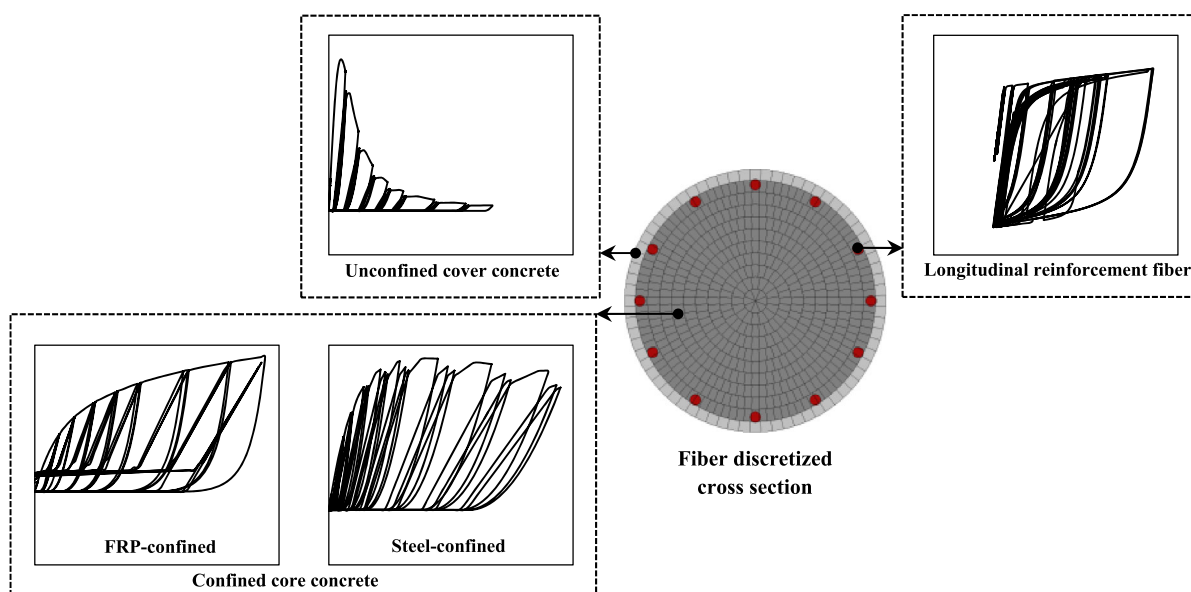 Unconfined cover concrete
Longitudinal reinforcement fiber
FRP-confined
Steel-confined
Confined core concrete
Fiber discretized
cross section